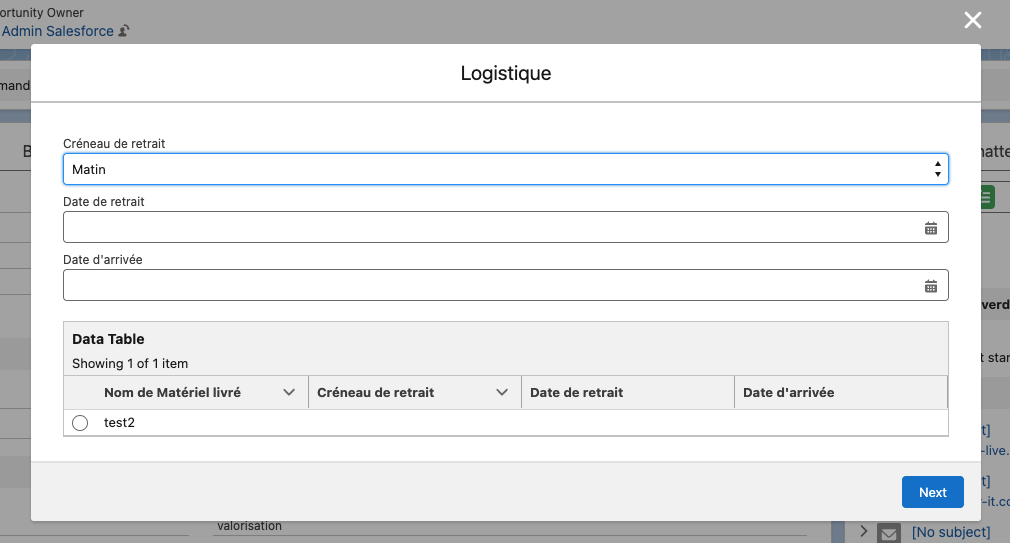 ortunity Owner
Admin Salesforce
Logistique
mand
Créneau de retrait
Matin
Date de retrait
Date d'arrivée
Data Table
Showing 1 of 1 item
Nom de Matériel livré Créneau de retrait Date de retrait Date d'arrivée
test2
Next
valorisation
natte
verd
t star
t]
-live.
t]
r-it.co
[No subject]